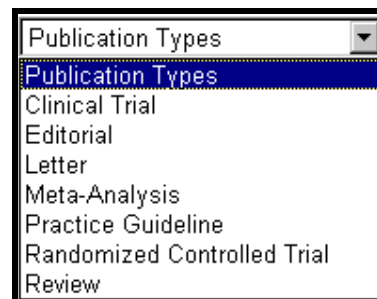 Publication Types
Publication Types
Clinical Trial
Editorial
Letter
Meta-Analysis
Practice Guideline
Randomized Controlled Trial
Review